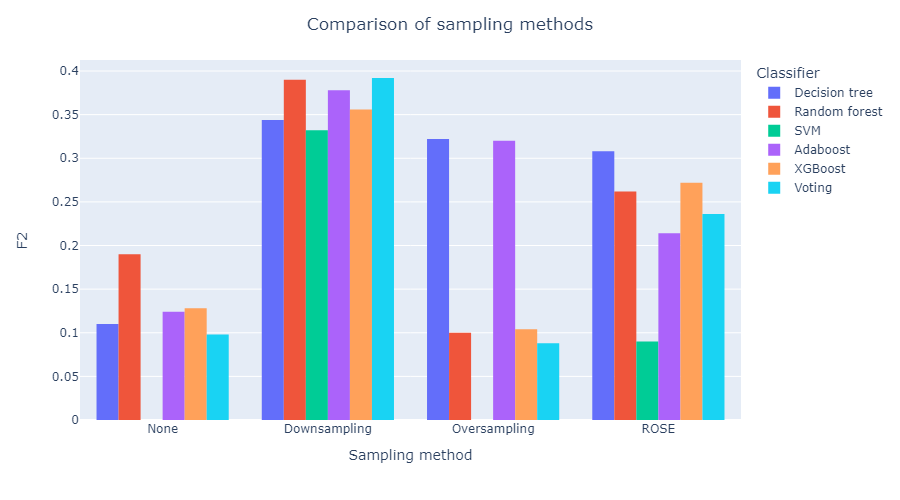 Comparison of sampling methods
0.4
0.35
0.3
0.25
0.2
0.15
0.1
0.05
0
F2
None
Downsampling
Oversampling
ROSE
Sampling method
Classifier
Decision tree
Random forest
SVM
Adaboost
XGBoost
Voting